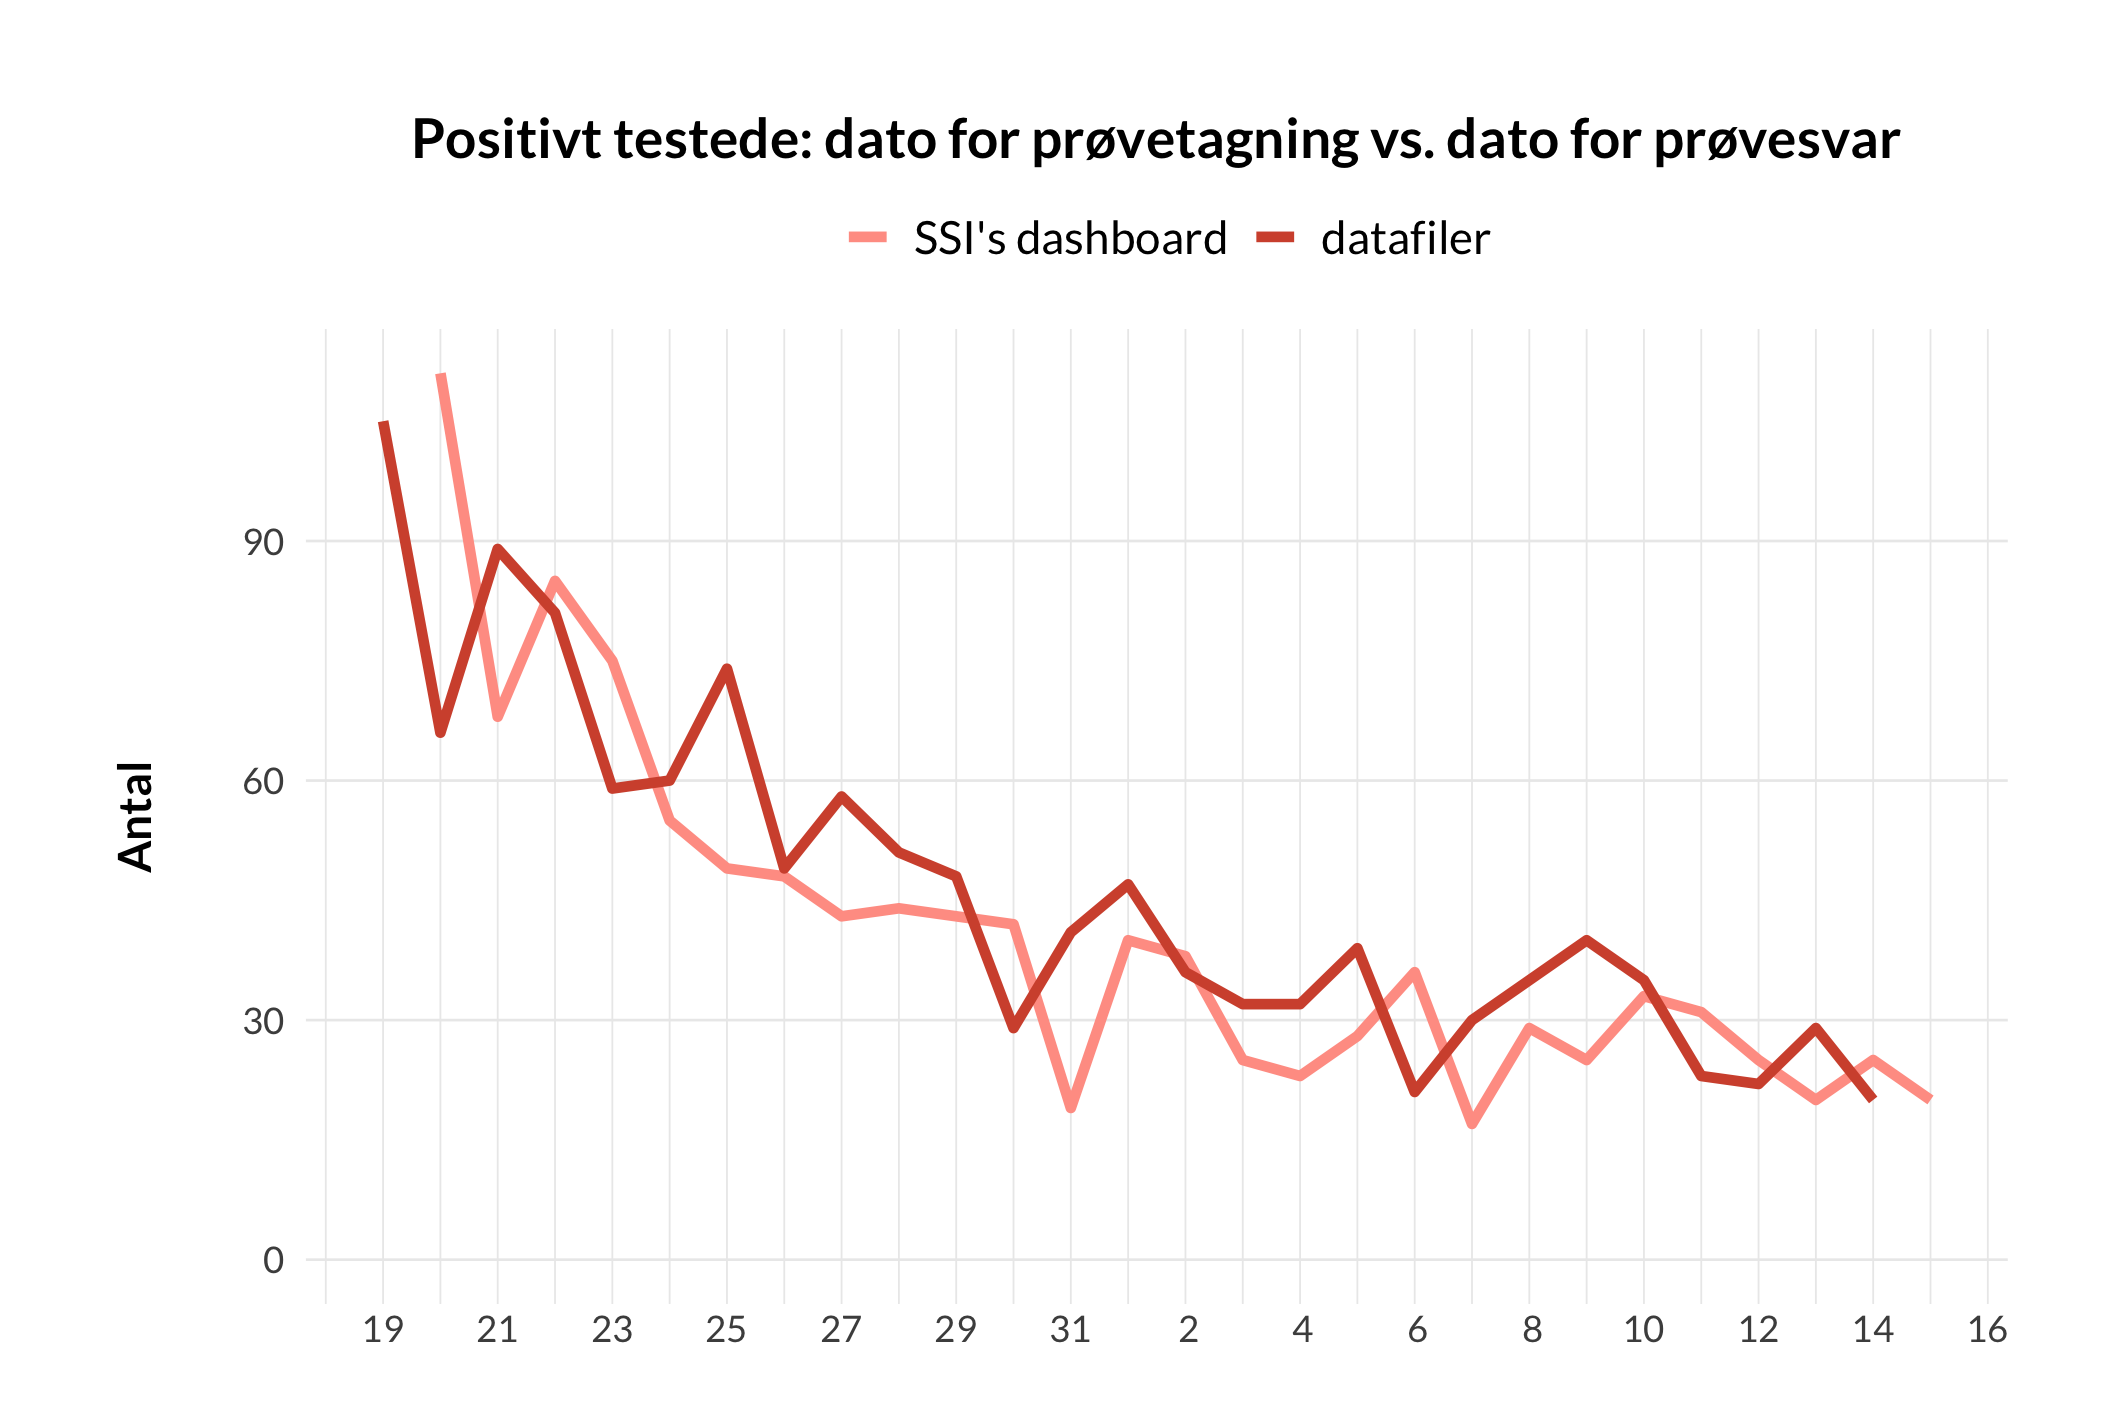 Positivt testede: dato for prøvetagning vs. dato for prøvesvar
SSI's dashboard datafiler
Antal
90
60
30
0
19 21 23 25 27 29 31 2 4 6 8 10 12 14 16